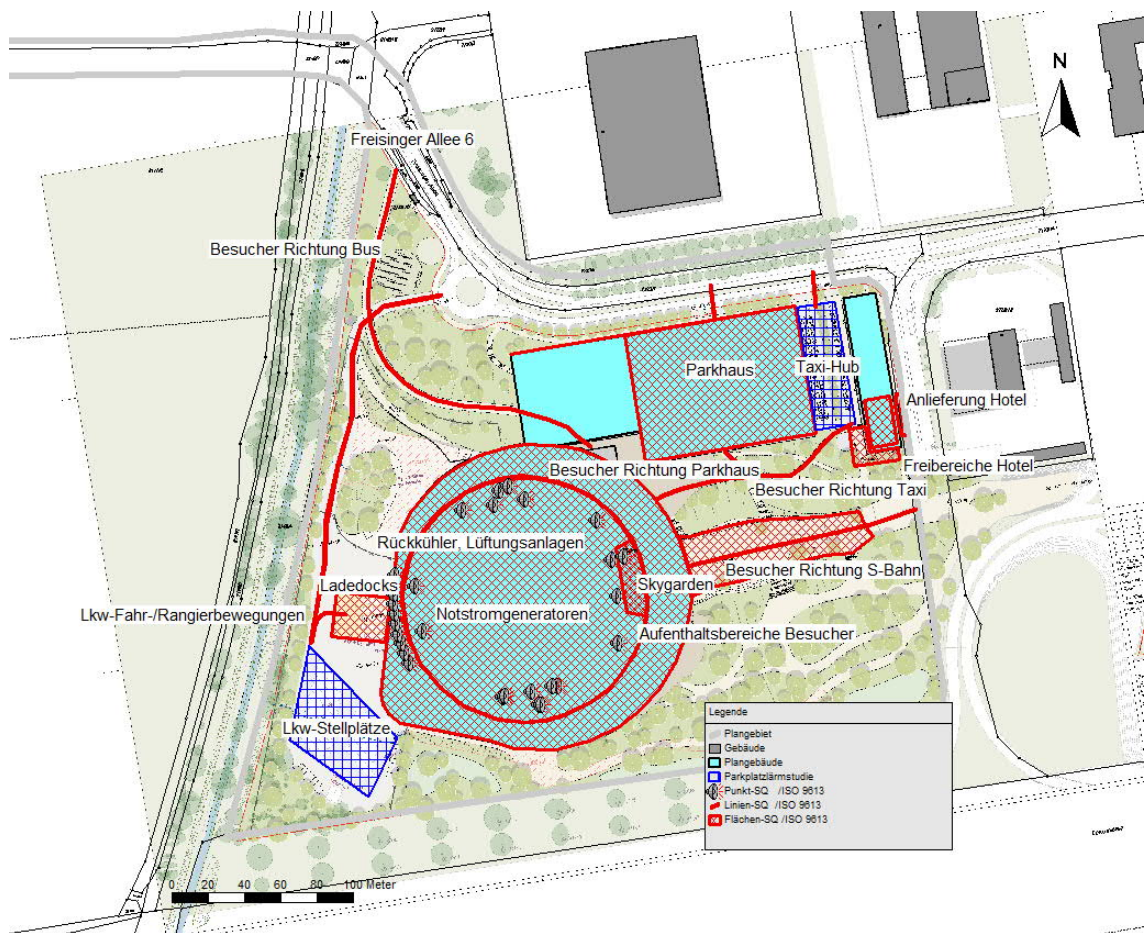 N
Freisinger Allee 6
Besucher Richtung Bus
Parkhaus
Taxi-Hub
Anlieferung Hotel
Besucher Richtung Parkhaus
Freibereiche Hotel
Besucher Richtung Taxi
Rückkühler, Lüftungsanlagen
Besucher Richtung S-Bahn
Ladedocks
Skygarden
Lkw-Fahr-/Rangierbewegungen
Notstromgeneratoren
Aufenthaltsbereiche Besucher
Lkw-Stellplätze
Legende
Plangebiet
Gebäude
Plangebäude
Parkplatzlärmstudie
Punkt-SQ /ISO 9613
Linien-SQ /ISO 9613
Flächen-SQ /ISO 9613
0 20 40 60 80 100 Meter